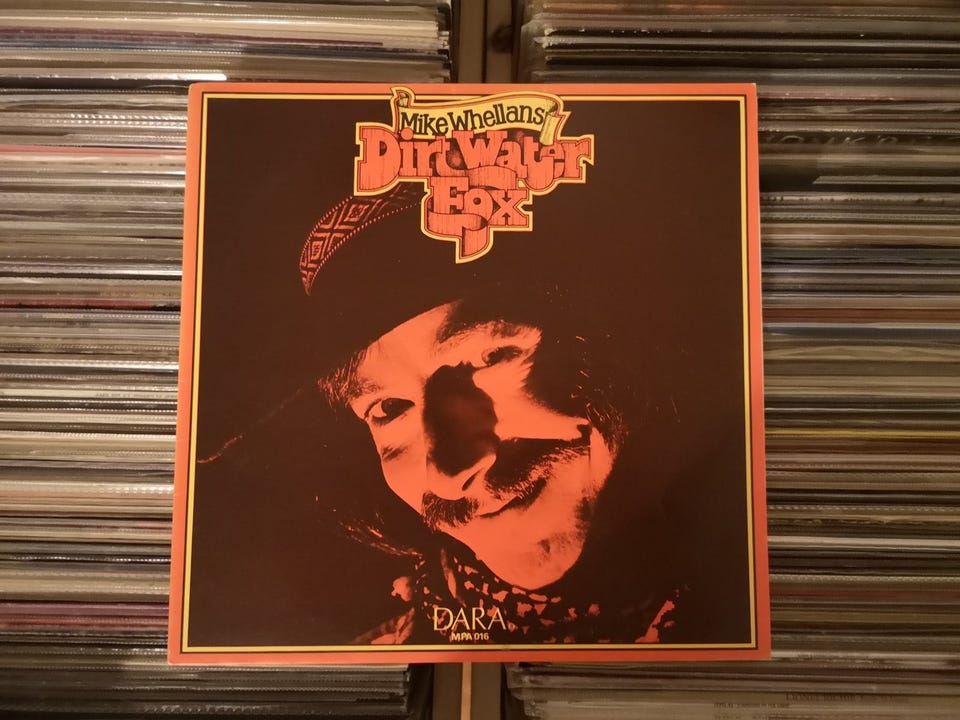 Mike Whellans
Dirt Water
Fox
DARA
MPA 016